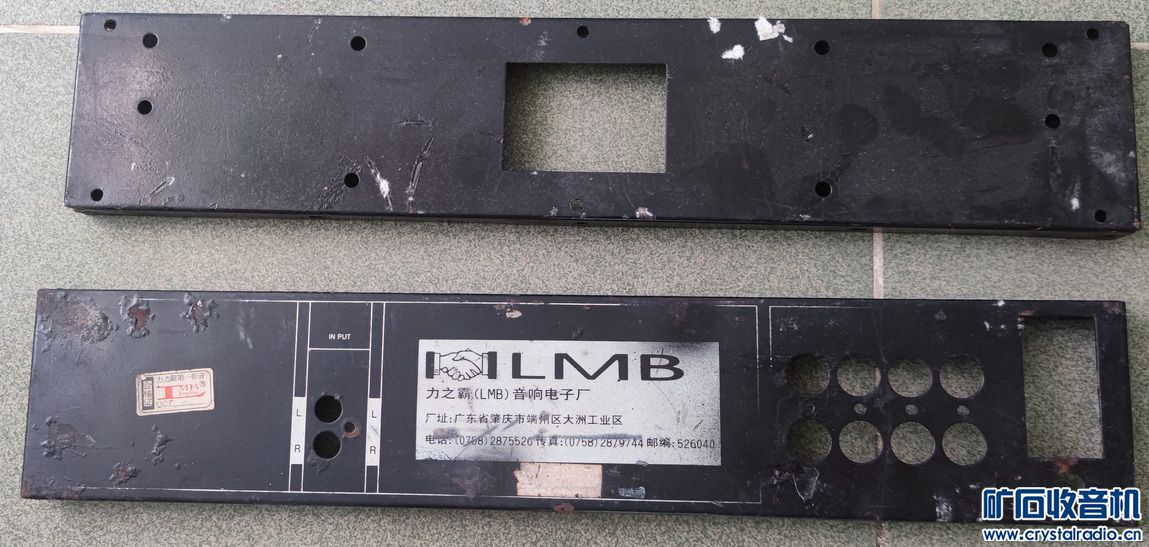 IN PUT
L
R
L
R
LMB
力之霸(LMB)音响电子厂
厂址:广东省肇庆市端州区大洲工业区
电话:(0758)2875526 传真:(0758)2879744 邮编:526040
MB®
矿石收音机
www.crystalradio.cn